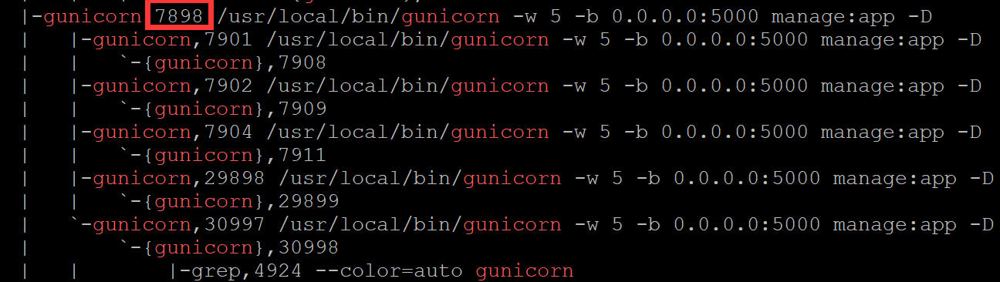 |-gunicorn,7898 /usr/local/bin/gunicorn -w 5 -b 0.0.0.0:5000 manage:app -D
|   |-gunicorn,7901 /usr/local/bin/gunicorn -w 5 -b 0.0.0.0:5000 manage:app -D
|   |   `-{gunicorn},7908
|   |-gunicorn,7902 /usr/local/bin/gunicorn -w 5 -b 0.0.0.0:5000 manage:app -D
|   |   `-{gunicorn},7909
|   |-gunicorn,7904 /usr/local/bin/gunicorn -w 5 -b 0.0.0.0:5000 manage:app -D
|   |   `-{gunicorn},7911
|   |-gunicorn,29898 /usr/local/bin/gunicorn -w 5 -b 0.0.0.0:5000 manage:app -D
|   |   `-{gunicorn},29899
|   `-gunicorn,30997 /usr/local/bin/gunicorn -w 5 -b 0.0.0.0:5000 manage:app -D
|       `-{gunicorn},30998
|   |       |-grep,4924 --color=auto gunicorn